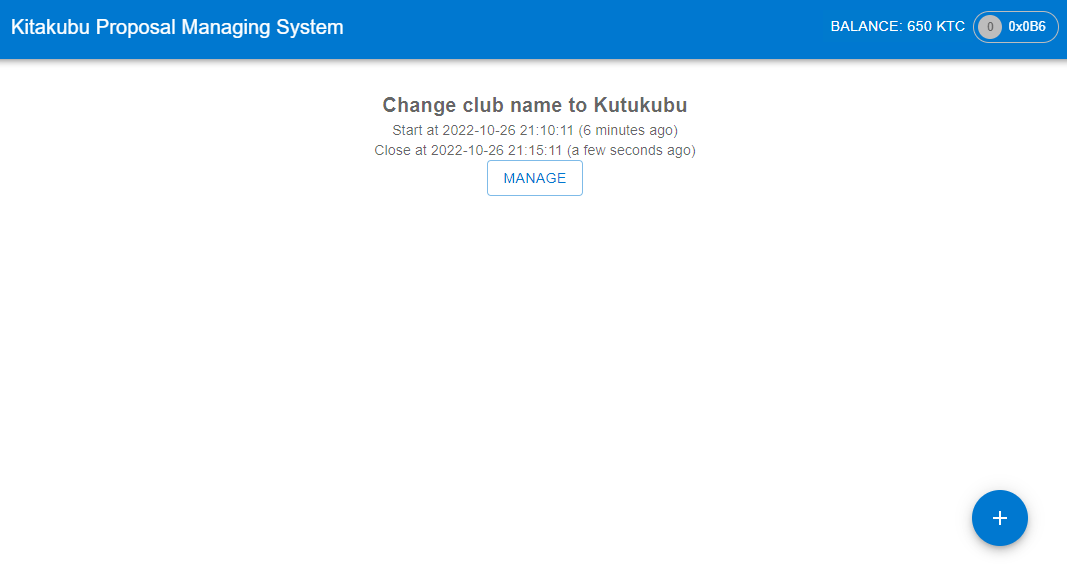 Kitakubu Proposal Managing System
BALANCE: 650 KTC
0
0x0B6
Change club name to Kutukubu
Start at 2022-10-26 21:10:11 (6 minutes ago)
Close at 2022-10-26 21:15:11 (a few seconds ago)
MANAGE
+